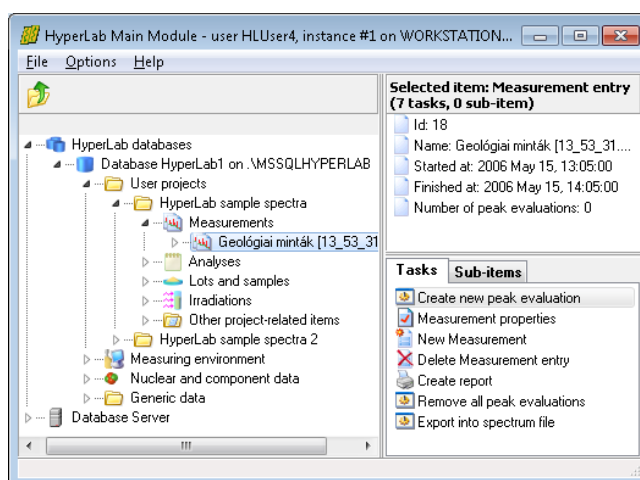 HyperLab Main Module - user HLUser4, instance #1 on WORKSTATION...
File Options Help
HyperLab databases
Database HyperLab1 on .\MSSQLHYPERLAB
User projects
HyperLab sample spectra
Measurements
Geológiai minták [13_53_31
Analyses
Lots and samples
Irradiations
Other project-related items
HyperLab sample spectra 2
Measuring environment
Nuclear and component data
Generic data
Database Server
Selected item: Measurement entry
(7 tasks, 0 sub-item)
Id: 18
Name: Geológiai minták [13_53_31....
Started at: 2006 May 15, 13:05:00
Finished at: 2006 May 15, 14:05:00
Number of peak evaluations: 0
Tasks Sub-items
Create new peak evaluation
Measurement properties
New Measurement
Delete Measurement entry
Create report
Remove all peak evaluations
Export into spectrum file